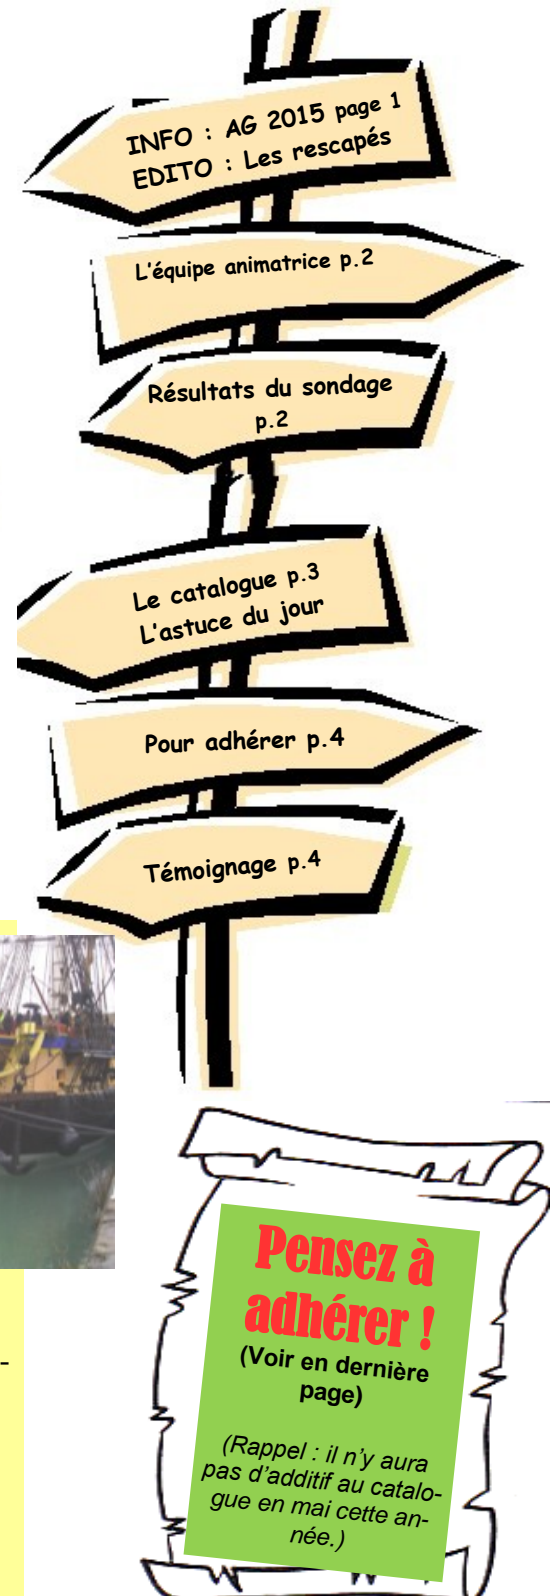 INFO : AG 2015 page 1
EDITO : Les rescapés
L'équipe animatrice p.2
Résultats du sondage
p.2
Le catalogue p.3
L'astuce du jour
Pour adhérer p.4
Témoignage p.4
-
Pensez à
adhérer !
(Voir en dernière
page)
(Rappel : il n'y aura
pas d'additif au catalo-
gue en mai cette an-
née.)